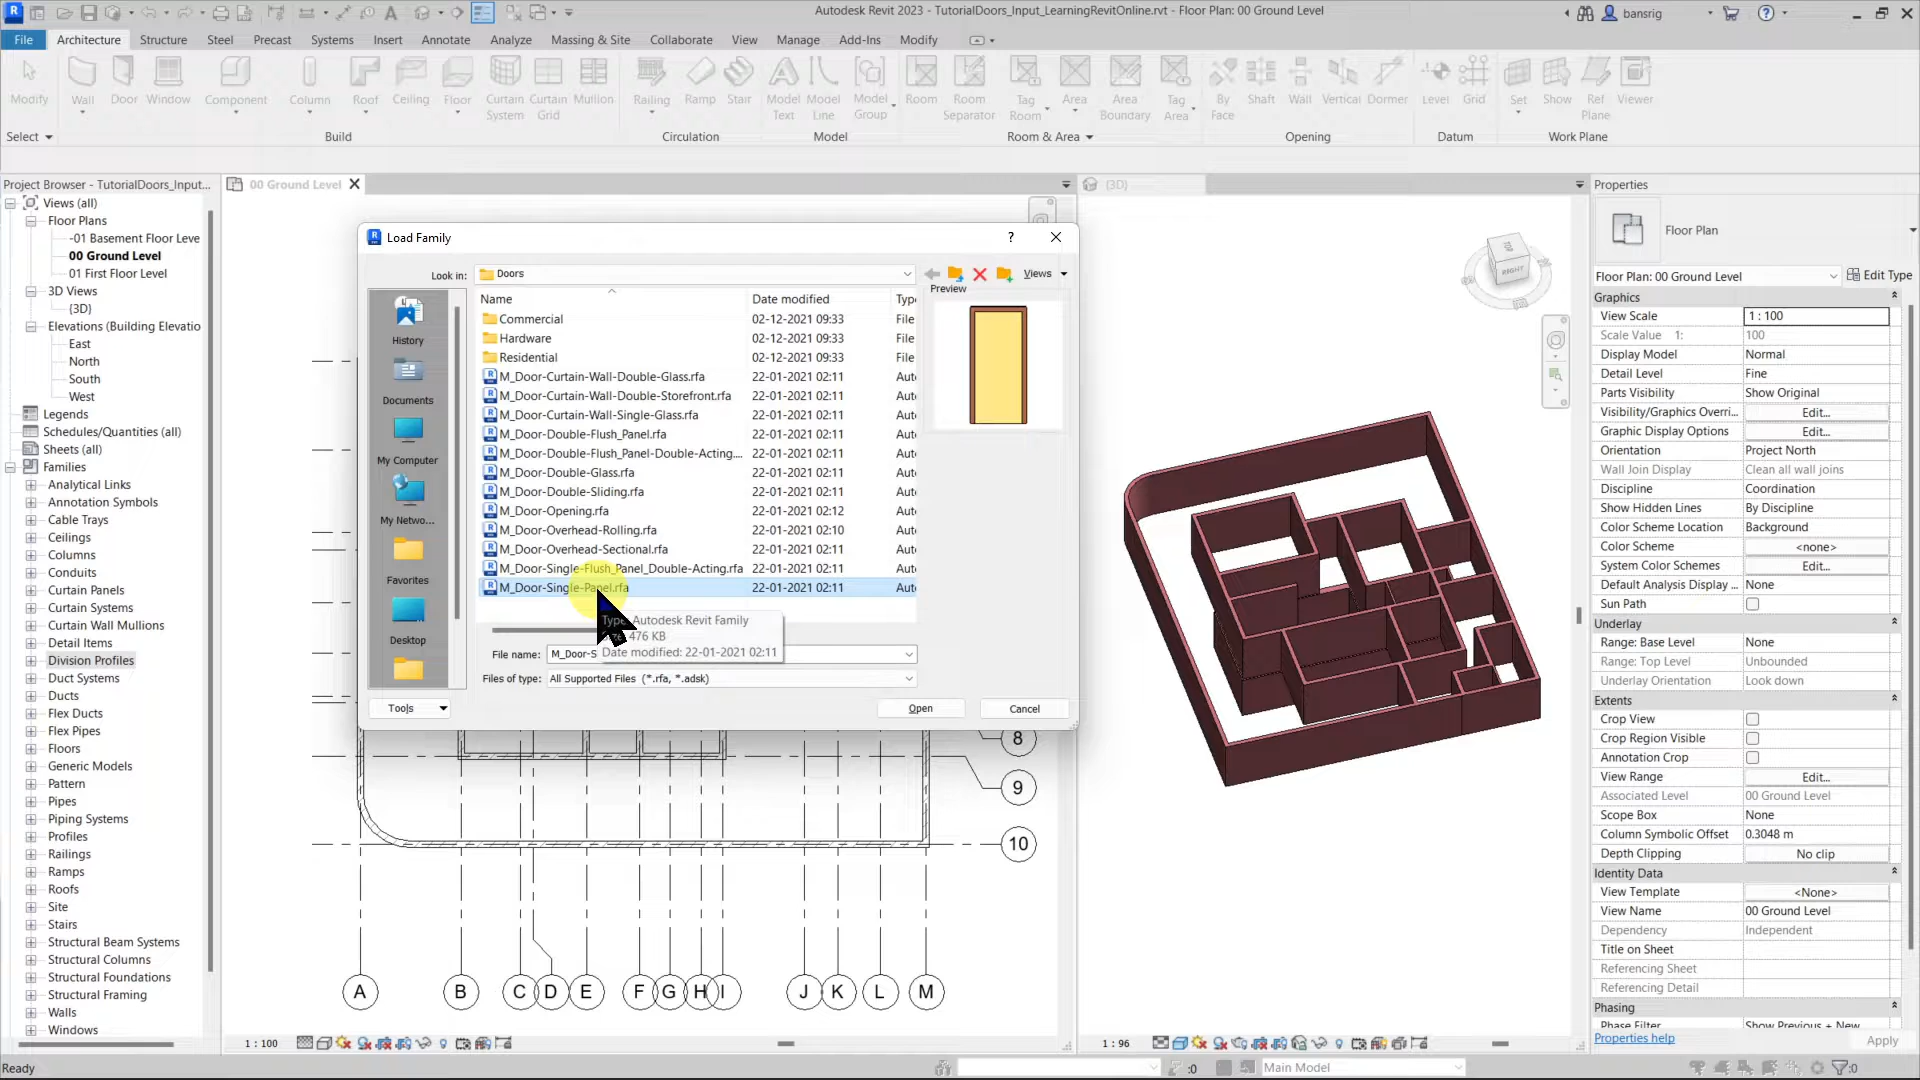 Autodesk Revit 2023 - TutorialDoors_Input_LearningRevitOnline.rvt - Floor Plan: 00 Ground Level
bansrig
File Architecture Structure Steel Precast Systems Insert Annotate Analyze Massing & Site Collaborate View Manage Add-Ins Modify
Modify Wall Door Window Component Column Roof Ceiling Floor Curtain System Curtain Grid Mullion Railing Ramp Stair Model Text Model Line Model Group Room Room Separator Tag Room Area Area Boundary Tag Area By Face Shaft Wall Vertical Dormer Level Grid Set Show Ref Plane Viewer
Select Build Circulation Model Room & Area Opening Datum Work Plane
Project Browser - TutorialDoors_Input...
Views (all)
Floor Plans
-01 Basement Floor Leve
00 Ground Level
01 First Floor Level
3D Views
{3D}
Elevations (Building Elevatio
East
North
South
West
Legends
Schedules/Quantities (all)
Sheets (all)
Families
Analytical Links
Annotation Symbols
Cable Trays
Ceilings
Columns
Conduits
Curtain Panels
Curtain Systems
Curtain Wall Mullions
Detail Items
Division Profiles
Duct Systems
Ducts
Flex Ducts
Flex Pipes
Floors
Generic Models
Pattern
Pipes
Piping Systems
Profiles
Railings
Ramps
Roofs
Site
Stairs
Structural Beam Systems
Structural Columns
Structural Foundations
Structural Framing
Walls
Windows
00 Ground Level
Load Family
Look in: Doors
Views
Preview
History
Documents
My Computer
My Netwo...
Favorites
Desktop
Name Date modified Type
Commercial 02-12-2021 09:33 File
Hardware 02-12-2021 09:33 File
Residential 02-12-2021 09:33 File
M_Door-Curtain-Wall-Double-Glass.rfa 22-01-2021 02:11 Auto
M_Door-Curtain-Wall-Double-Storefront.rfa 22-01-2021 02:11 Auto
M_Door-Curtain-Wall-Single-Glass.rfa 22-01-2021 02:11 Auto
M_Door-Double-Flush_Panel.rfa 22-01-2021 02:11 Auto
M_Door-Double-Flush_Panel-Double-Acting.... 22-01-2021 02:11 Auto
M_Door-Double-Glass.rfa 22-01-2021 02:11 Auto
M_Door-Double-Sliding.rfa 22-01-2021 02:11 Auto
M_Door-Opening.rfa 22-01-2021 02:12 Auto
M_Door-Overhead-Rolling.rfa 22-01-2021 02:10 Auto
M_Door-Overhead-Sectional.rfa 22-01-2021 02:11 Auto
M_Door-Single-Flush_Panel_Double-Acting.rfa 22-01-2021 02:11 Auto
M_Door-Single-Panel.rfa 22-01-2021 02:11 Auto
Type: Autodesk Revit Family
476 KB
Date modified: 22-01-2021 02:11
File name: M_Door-S
Files of type: All Supported Files (*.rfa, *.adsk)
Tools Open Cancel
8
9
10
A B C D E F G H I J K L M
1 : 100
{3D}
RIGHT
1 : 96
Properties
Floor Plan
Floor Plan: 00 Ground Level Edit Type
Graphics
View Scale 1 : 100
Scale Value 1: 100
Display Model Normal
Detail Level Fine
Parts Visibility Show Original
Visibility/Graphics Overri... Edit...
Graphic Display Options Edit...
Orientation Project North
Wall Join Display Clean all wall joins
Discipline Coordination
Show Hidden Lines By Discipline
Color Scheme Location Background
Color Scheme <none>
System Color Schemes Edit...
Default Analysis Display ... None
Sun Path
Underlay
Range: Base Level None
Range: Top Level Unbounded
Underlay Orientation Look down
Extents
Crop View
Crop Region Visible
Annotation Crop
View Range Edit...
Associated Level 00 Ground Level
Scope Box None
Column Symbolic Offset 0.3048 m
Depth Clipping No clip
Identity Data
View Template <None>
View Name 00 Ground Level
Dependency Independent
Title on Sheet
Referencing Sheet
Referencing Detail
Phasing
Phase Filter Show Previous + New
Properties help Apply
Ready
:0
Main Model
:0